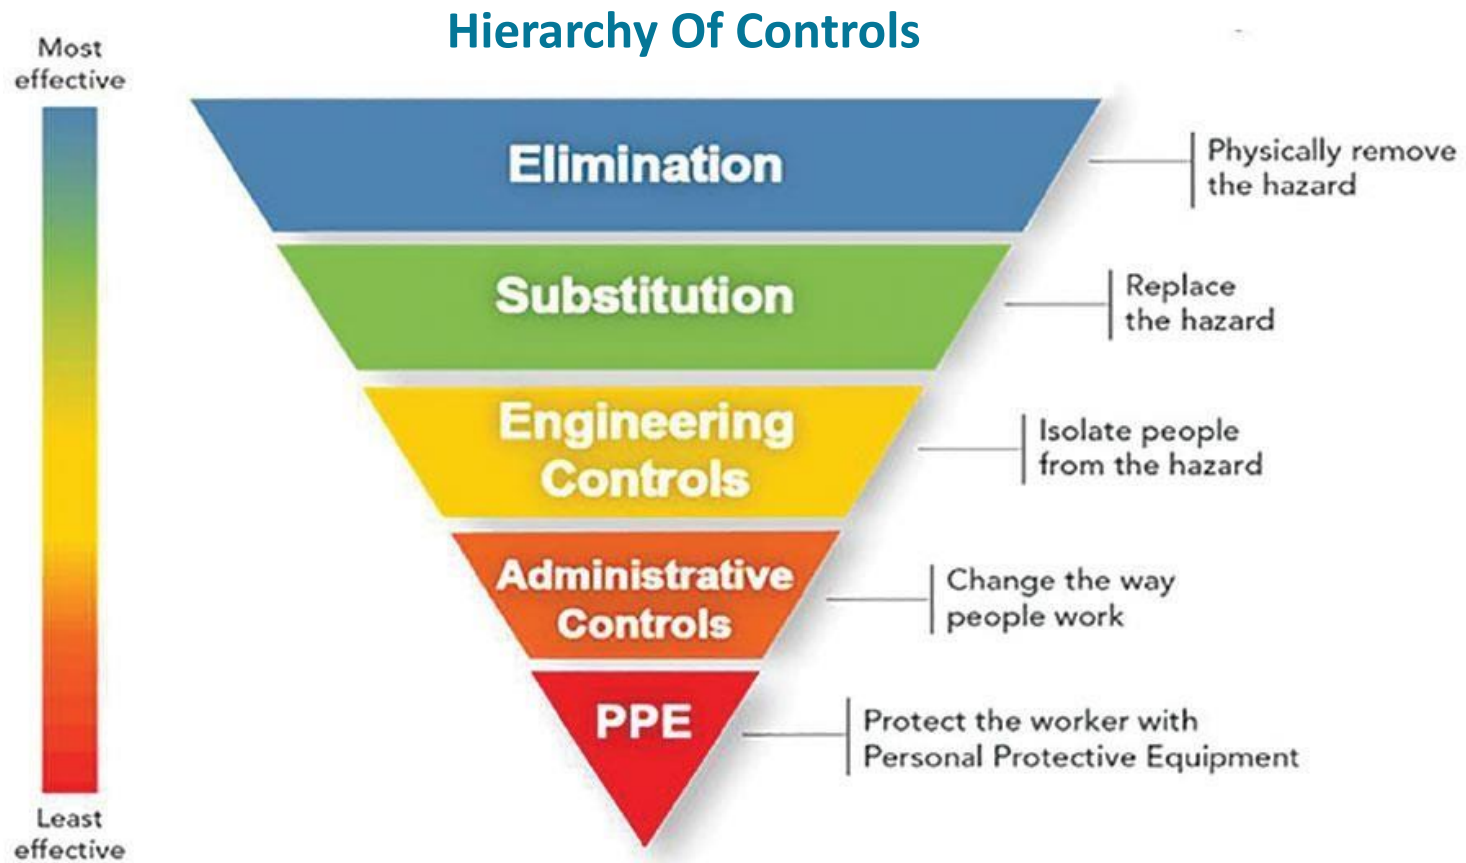 Hierarchy Of Controls
Most
effective
Elimination
Physically remove
the hazard
Substitution
Replace
the hazard
Engineering
Controls
Isolate people
from the hazard
Administrative
Controls
Change the way
people work
PPE
Protect the worker with
Personal Protective Equipment
Least
effective